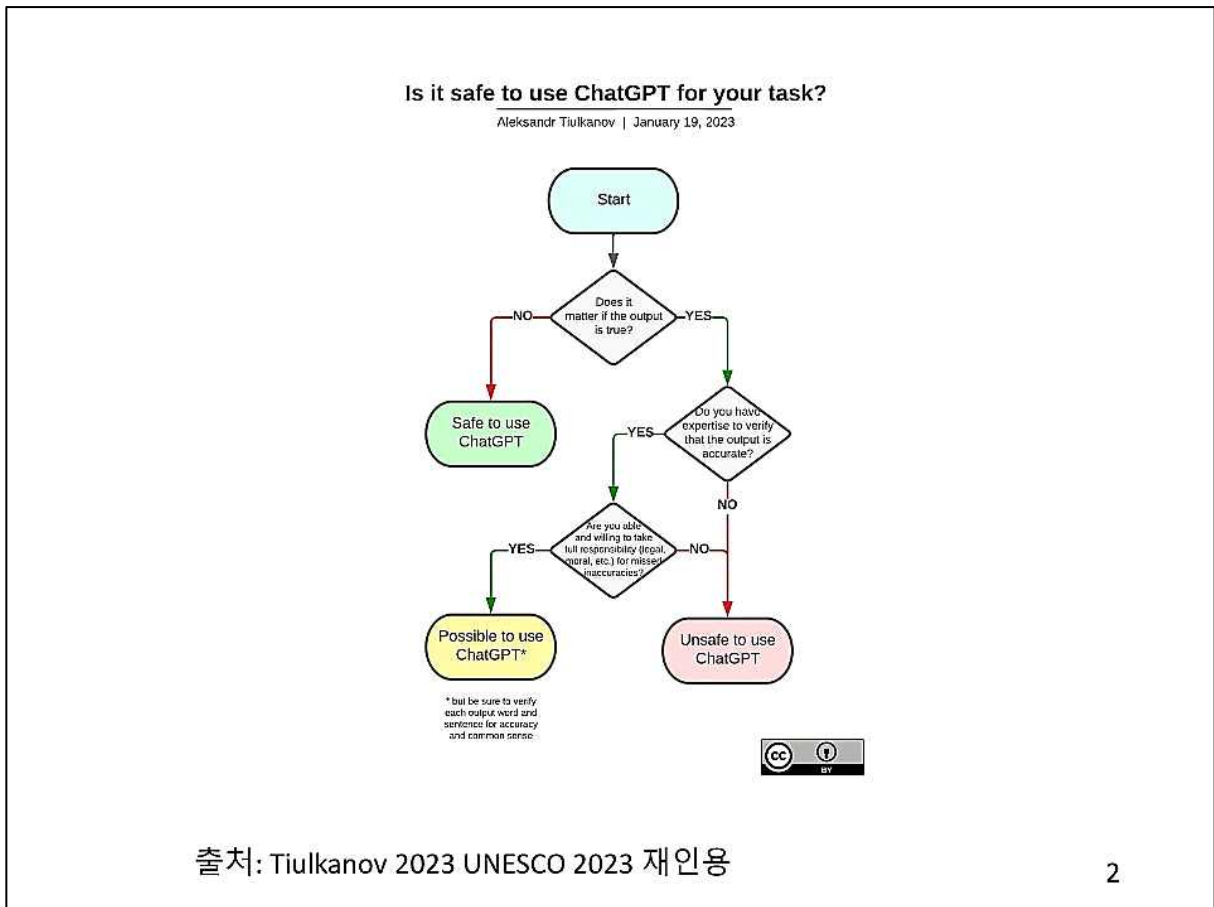 Is it safe to use ChatGPT for your task?
Aleksandr Tiulkanov | January 19, 2023
Start
Does it
matter if the output
is true?
NO
YES
Safe to use
ChatGPT
Do you have
expertise to verify
that the output is
accurate?
YES
NO
Are you able
and willing to take
full responsibility (legal,
moral, etc.) for missed
inaccuracies?
YES
NO
Possible to use
ChatGPT*
Unsafe to use
ChatGPT
* but be sure to verify
each output word and
sentence for accuracy
and common sense
cc
BY
출처: Tiulkanov 2023 UNESCO 2023 재인용
2